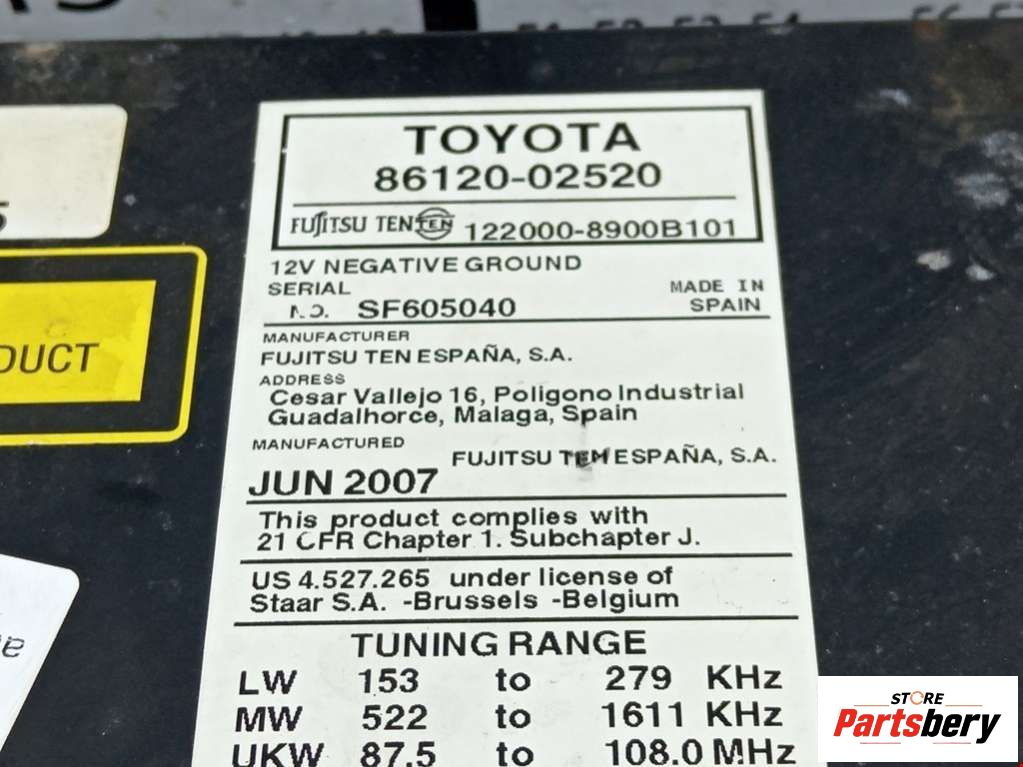 TOYOTA
86120-02520
FUJITSU TEN TEN 122000-8900B101
12V NEGATIVE GROUND
SERIAL
NO. SF605040
MADE IN
SPAIN
MANUFACTURER
FUJITSU TEN ESPAÑA, S.A.
ADDRESS
Cesar Vallejo 16, Poligono Industrial
Guadalhorce, Malaga, Spain
MANUFACTURED
FUJITSU TEM ESPAÑA, S.A.
JUN 2007
This product complies with
21 CFR Chapter 1. Subchapter J.
US 4.527.265 under license of
Staar S.A. -Brussels -Belgium
TUNING RANGE
LW 153 to 279 KHz
MW 522 to 1611 KHz
UKW 87.5 to 108.0 MHz
5
DUCT
STORE
Partsbery